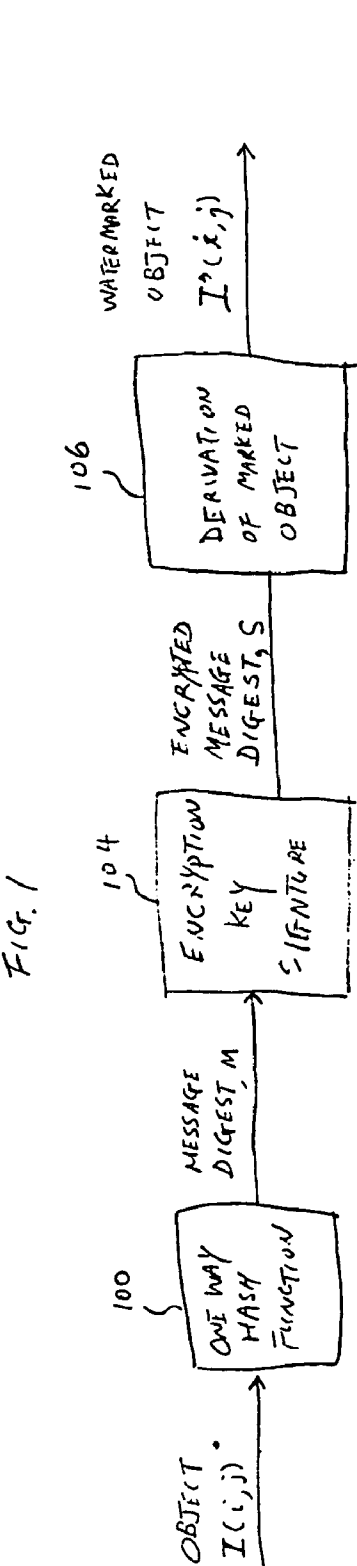 FIG. 1
OBJECT
I(i,j)
100
ONE WAY
HASH
FUNCTION
MESSAGE
DIGEST, M
104
ENCRYPTION
KEY
SIGNTURE
ENCRYPTED
MESSAGE
DIGEST, S
106
DERIVATION
OF MARKED
OBJECT
WATERMARKED
OBJECT
I'(i,j)